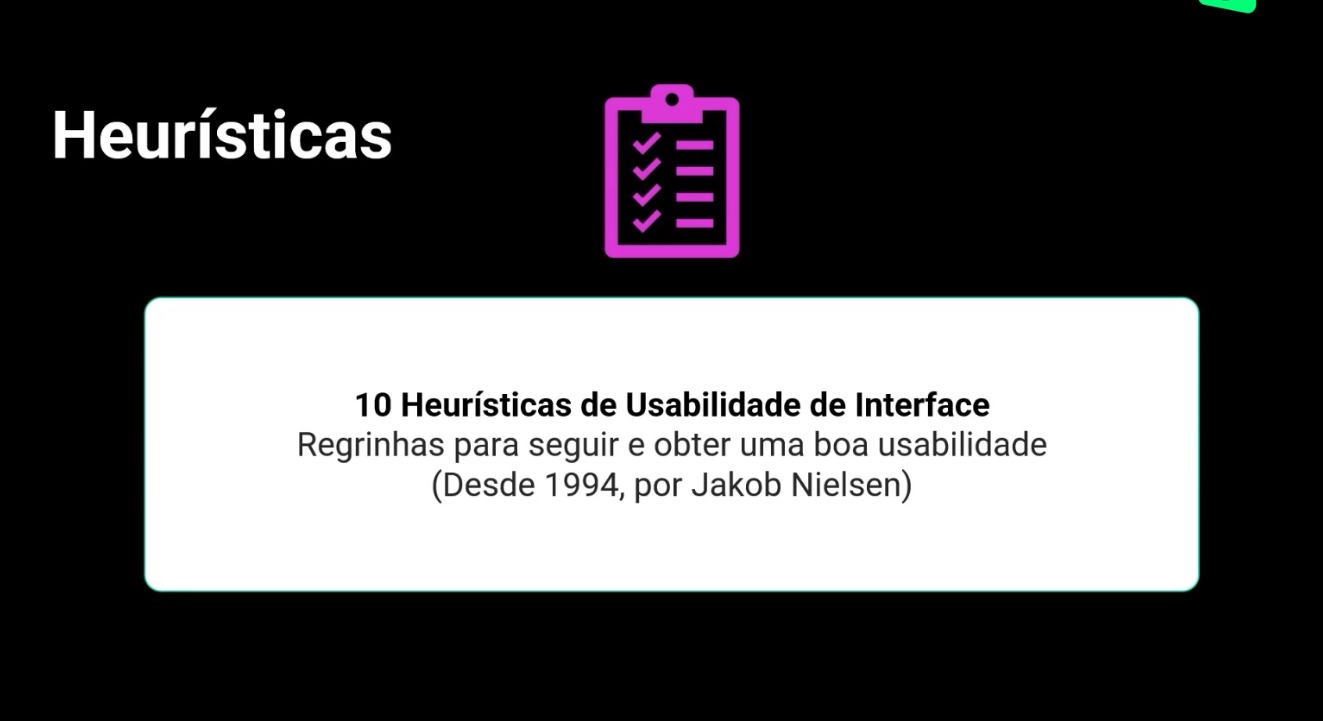 Heurísticas
10 Heurísticas de Usabilidade de Interface
Regrinhas para seguir e obter uma boa usabilidade
(Desde 1994, por Jakob Nielsen)